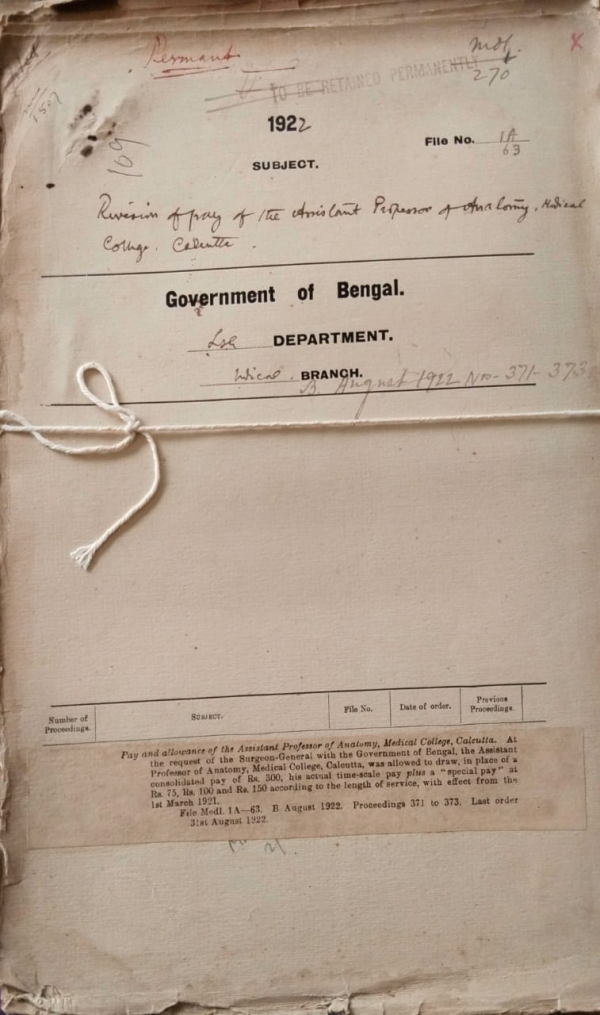 Permant
Medl.
270
TO BE RETAINED PERMANENTLY
1922
File No. 1A
63
169
SUBJECT.
Revision of pay of the Assistant Professor of Anatomy, Medical
College, Calcutta.
Government of Bengal.
LSG DEPARTMENT.
Medical BRANCH.
B. August 1922 Nos- 371- 373
Number of Proceedings.
SUBJECT.
File No.
Date of order.
Previous Proceedings.
Pay and allowance of the Assistant Professor of Anatomy, Medical College, Calcutta. At
the request of the Surgeon-General with the Government of Bengal, the Assistant
Professor of Anatomy, Medical College, Calcutta, was allowed to draw, in place of a
consolidated pay of Rs. 300, his actual time-scale pay plus a "special pay" at
Rs. 75, Rs. 100 and Rs. 150 according to the length of service, with effect from the
1st March 1921.
File Medl. 1A—63. B August 1922. Proceedings 371 to 373. Last order
31st August 1922.